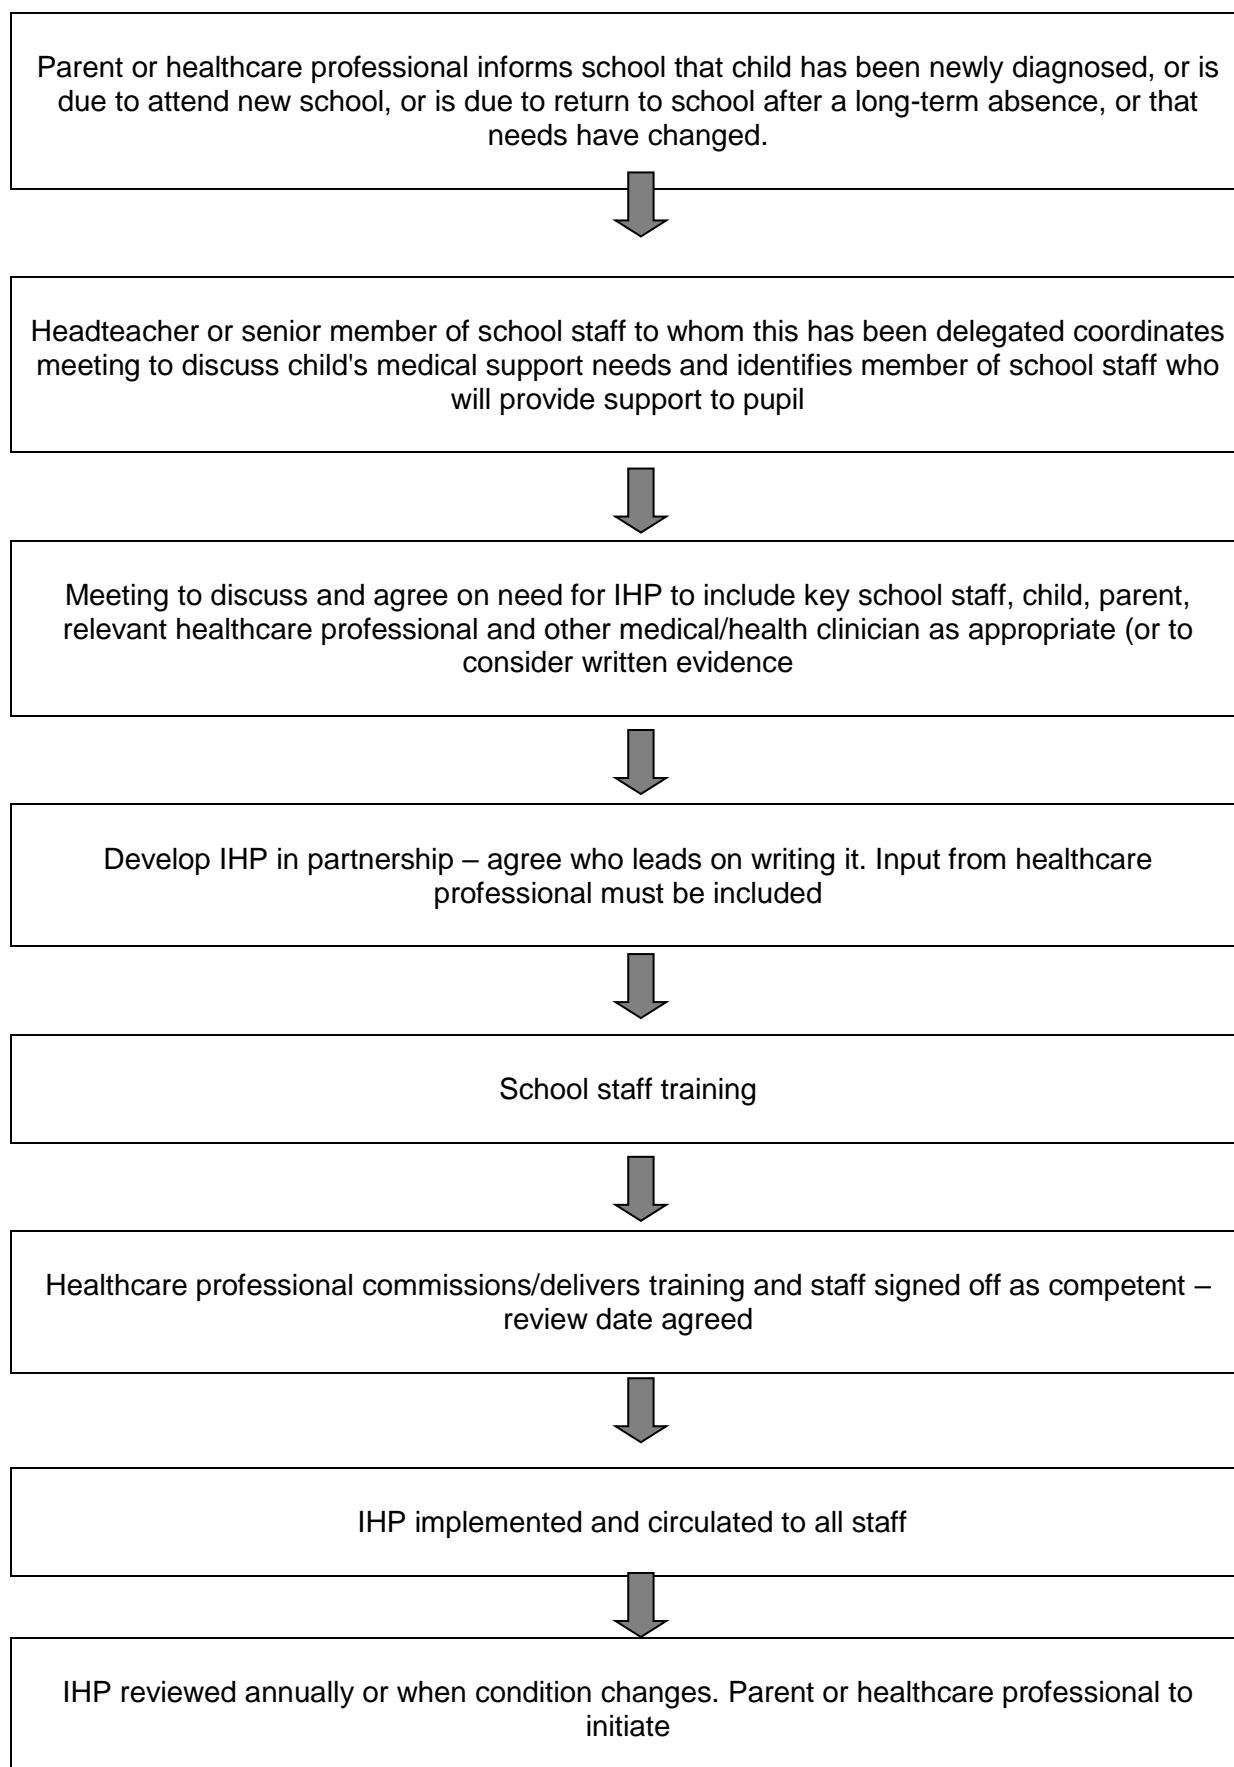 Parent or healthcare professional informs school that child has been newly diagnosed, or is
due to attend new school, or is due to return to school after a long-term absence, or that
needs have changed.
Headteacher or senior member of school staff to whom this has been delegated coordinates
meeting to discuss child's medical support needs and identifies member of school staff who
will provide support to pupil
Meeting to discuss and agree on need for IHP to include key school staff, child, parent,
relevant healthcare professional and other medical/health clinician as appropriate (or to
consider written evidence
Develop IHP in partnership – agree who leads on writing it. Input from healthcare
professional must be included
School staff training
Healthcare professional commissions/delivers training and staff signed off as competent –
review date agreed
IHP implemented and circulated to all staff
IHP reviewed annually or when condition changes. Parent or healthcare professional to
initiate